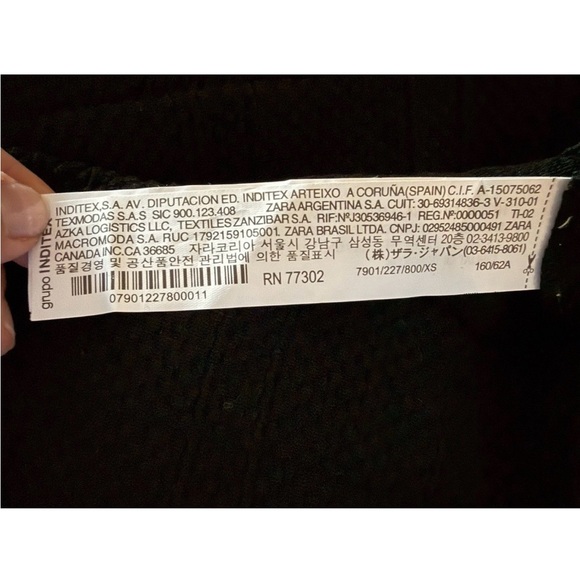 grupo INDITEX
INDITEX,S.A. AV. DIPUTACION ED. INDITEX ARTEIXO A CORUÑA(SPAIN) C.I.F. A-15075062
TEXMODAS S.A.S SIC 900.123.408 ZARA ARGENTINA S.A. CUIT: 30-69314836-3 V-310-01
AZKA LOGISTICS LLC, TEXTILES ZANZIBAR S.A. RIF:NºJ30536946-1 REG.Nº:0000051 TI-02
MACROMODA S.A. RUC 1792159105001. ZARA BRASIL LTDA. CNPJ: 02952485000491 ZARA
CANADA INC.CA 36685 자라코리아 서울시 강남구 삼성동 무역센터 20층 02-3413-9800
품질경영 및 공산품안전 관리법에 의한 품질표시 (株)ザラ・ジャパン(03-6415-8061)
RN 77302 7901/227/800/XS 160/62A
07901227800011